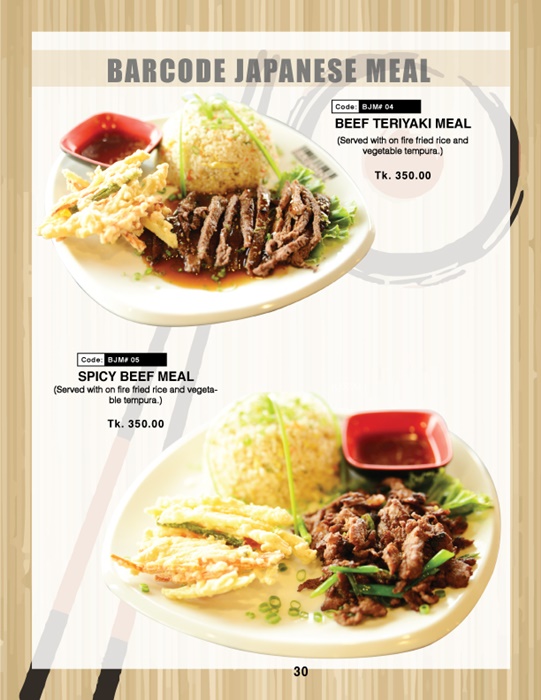 BARCODE JAPANESE MEAL
Code: BJM# 04
BEEF TERIYAKI MEAL
(Served with on fire fried rice and
vegetable tempura.)
Tk. 350.00
Code: BJM# 05
SPICY BEEF MEAL
(Served with on fire fried rice and vegeta-
ble tempura.)
Tk. 350.00
30